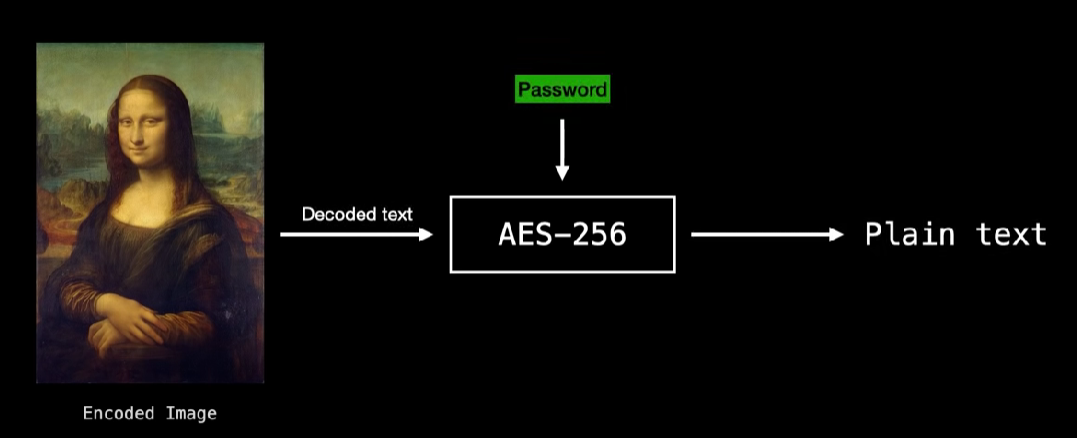 Password
Decoded text
AES-256
Plain text
Encoded Image